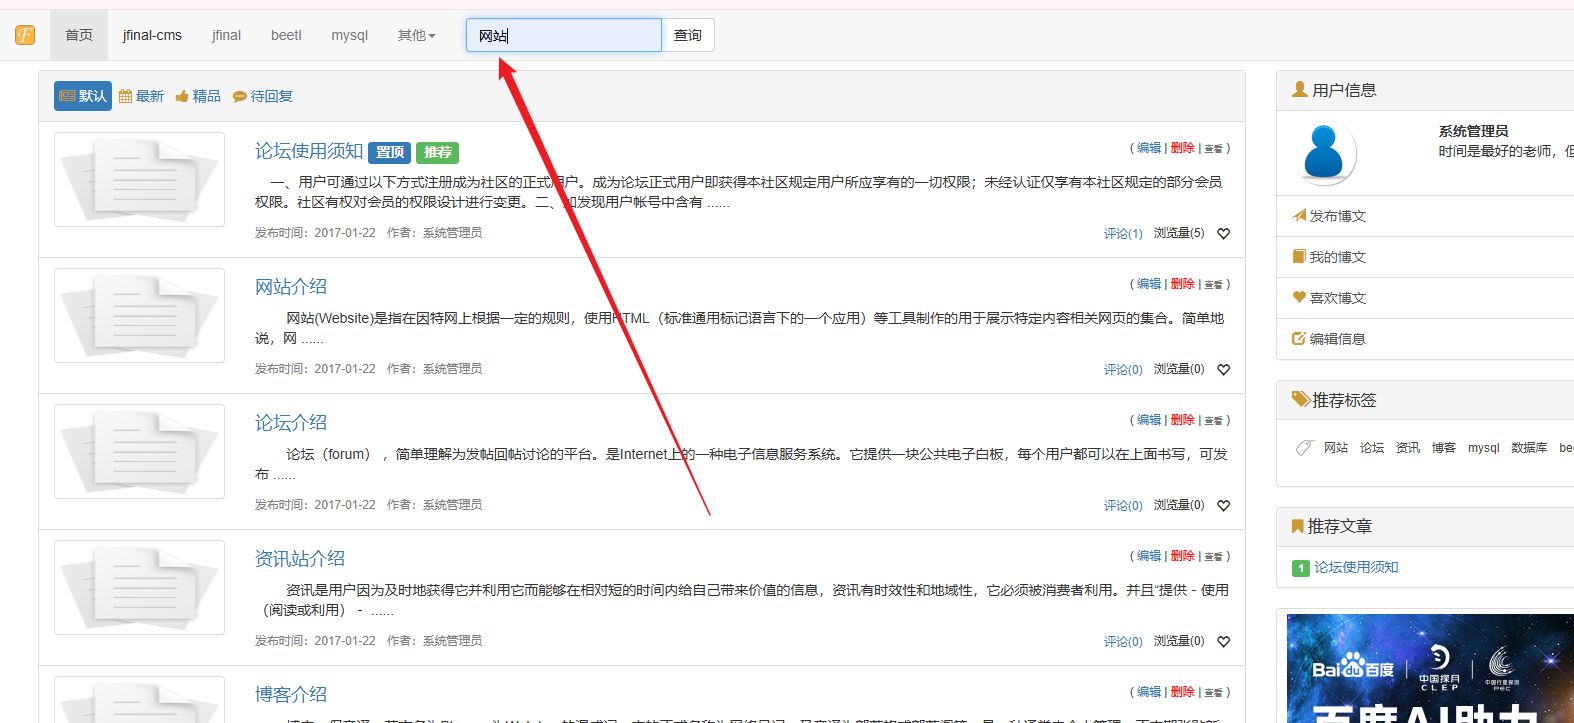 首页 jfinal-cms jfinal beetl mysql 其他 网站 查询
默认 最新 精品 待回复
论坛使用须知 置顶 推荐 ( 编辑 | 删除 | 查看 )
一、用户可通过以下方式注册成为社区的正式用户。成为论坛正式用户即获得本社区规定用户所应享有的一切权限；未经认证仅享有本社区规定的部分会员
权限。社区有权对会员的权限设计进行变更。二、如发现用户帐号中含有 ......
发布时间：2017-01-22 作者：系统管理员 评论(1) 浏览量(5)
网站介绍 ( 编辑 | 删除 | 查看 )
网站(Website)是指在因特网上根据一定的规则，使用HTML（标准通用标记语言下的一个应用）等工具制作的用于展示特定内容相关网页的集合。简单地
说，网 ......
发布时间：2017-01-22 作者：系统管理员 评论(0) 浏览量(0)
论坛介绍 ( 编辑 | 删除 | 查看 )
论坛（forum），简单理解为发帖回帖讨论的平台。是Internet上的一种电子信息服务系统。它提供一块公共电子白板，每个用户都可以在上面书写，可发
布 ......
发布时间：2017-01-22 作者：系统管理员 评论(0) 浏览量(0)
资讯站介绍 ( 编辑 | 删除 | 查看 )
资讯是用户因为及时地获得它并利用它而能够在相对短的时间内给自己带来价值的信息，资讯有时效性和地域性，它必须被消费者利用。并且“提供－使用
（阅读或利用）－ ......
发布时间：2017-01-22 作者：系统管理员 评论(0) 浏览量(0)
博客介绍 ( 编辑 | 删除 | 查看 )
用户信息
系统管理员
时间是最好的老师，但
发布博文
我的博文
喜欢博文
编辑信息
推荐标签
网站 论坛 资讯 博客 mysql 数据库 bee
推荐文章
1 论坛使用须知
Bai du 百度 中国探月 CLEP 中国行星探测 PEC
百度AI助力